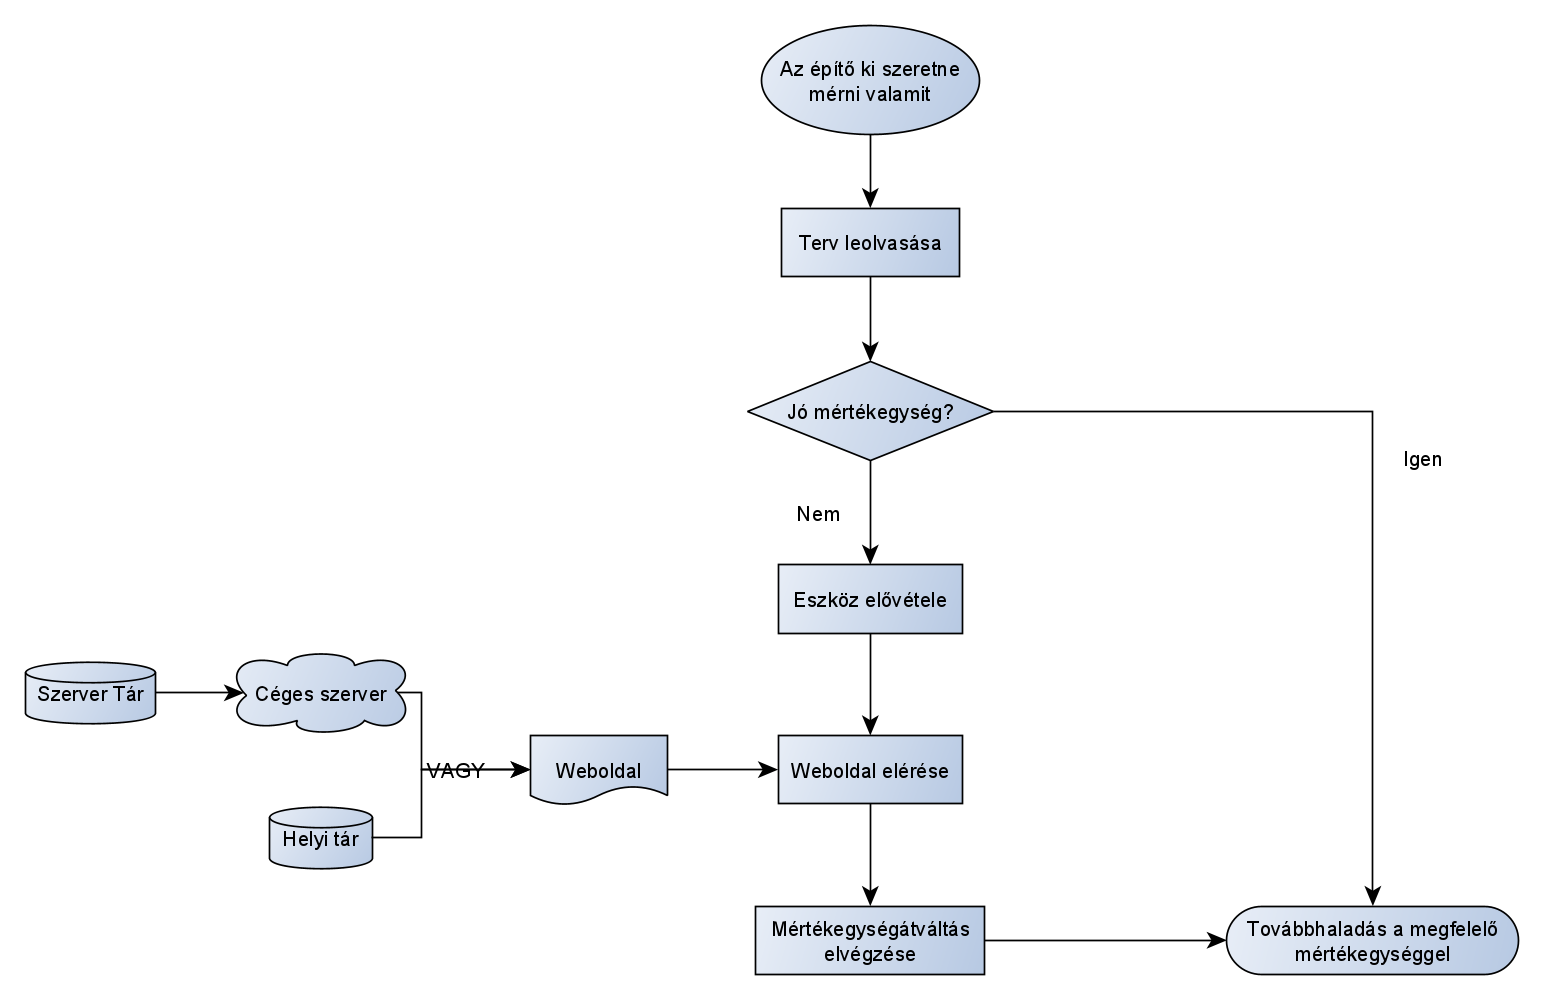 Az építő ki szeretne
mérni valamit
Terv leolvasása
Jó mértékegység?
Igen
Nem
Eszköz elővétele
Szerver Tár
Céges szerver
VAGY
Weboldal
Weboldal elérése
Helyi tár
Mértékegységátváltás
elvégzése
Továbbhaladás a megfelelő
mértékegységgel